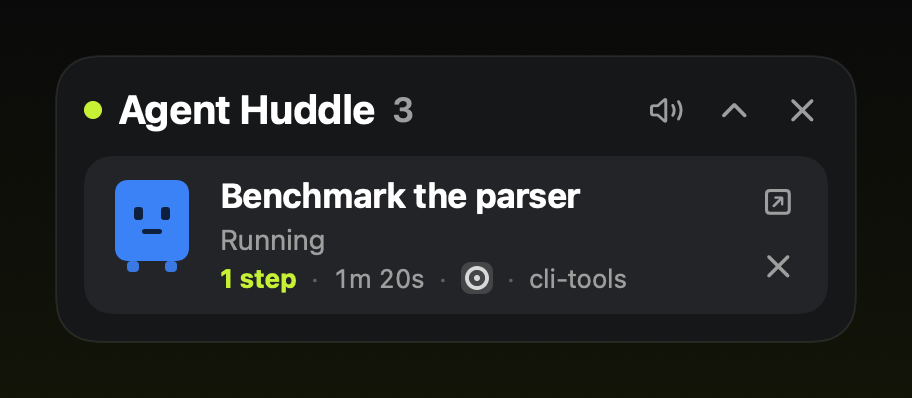 Agent Huddle 3
Benchmark the parser
Running
1 step · 1m 20s · · cli-tools